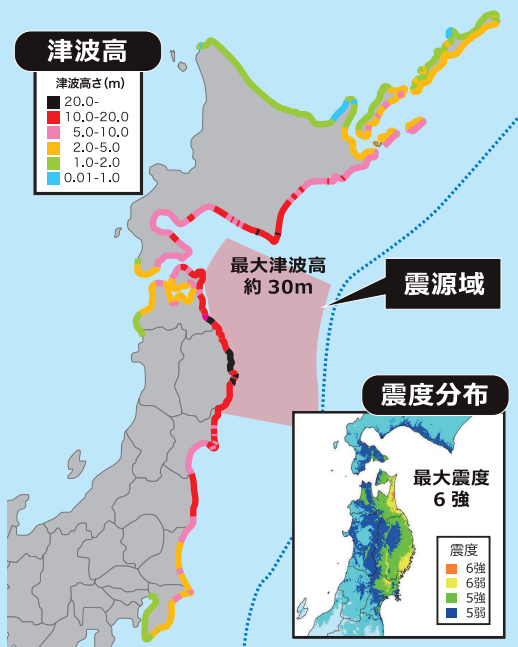 津波高
津波高さ(m)
20.0-
10.0-20.0
5.0-10.0
2.0-5.0
1.0-2.0
0.01-1.0
最大津波高
約 30m
震源域
震度分布
最大震度
6 強
震度
6強
6弱
5強
5弱